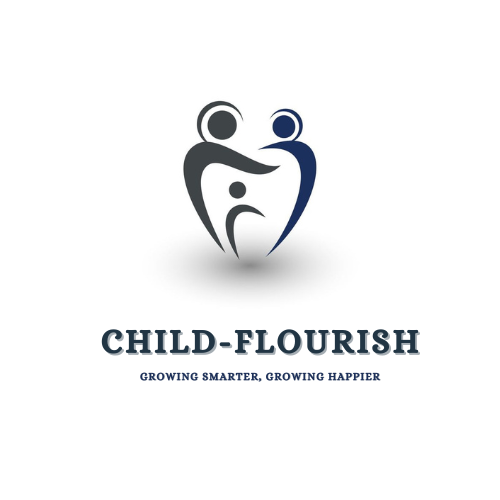 CHILD-FLOURISH
GROWING SMARTER, GROWING HAPPIER